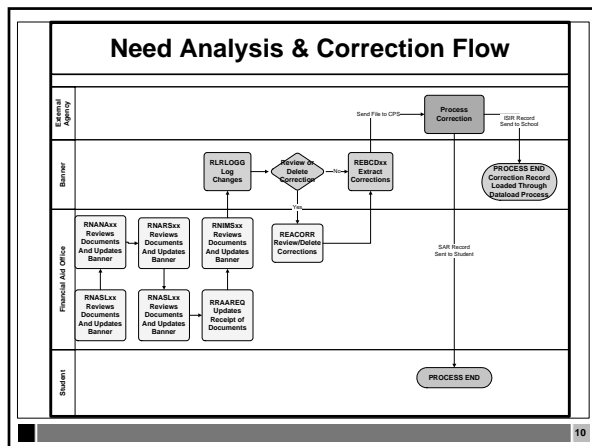 Need Analysis & Correction Flow
External
Agency
Send File to CPS
Process
Correction
ISIR Record
Send to School
Banner
RLRLOGG
Log
Changes
Review or
Delete
Correction
No
REBCDxx
Extract
Corrections
PROCESS END
Correction Record
Loaded Through
Dataload Process
Yes
Financial Aid Office
RNANAxx
Reviews
Documents
And Updates
Banner
RNARSxx
Reviews
Documents
And Updates
Banner
RNIMSxx
Reviews
Documents
And Updates
Banner
REACORR
Review/Delete
Corrections
SAR Record
Sent to Student
RNASLxx
Reviews
Documents
And Updates
Banner
RNASLxx
Reviews
Documents
And Updates
Banner
RRAAREQ
Updates
Receipt of
Documents
Student
PROCESS END
10